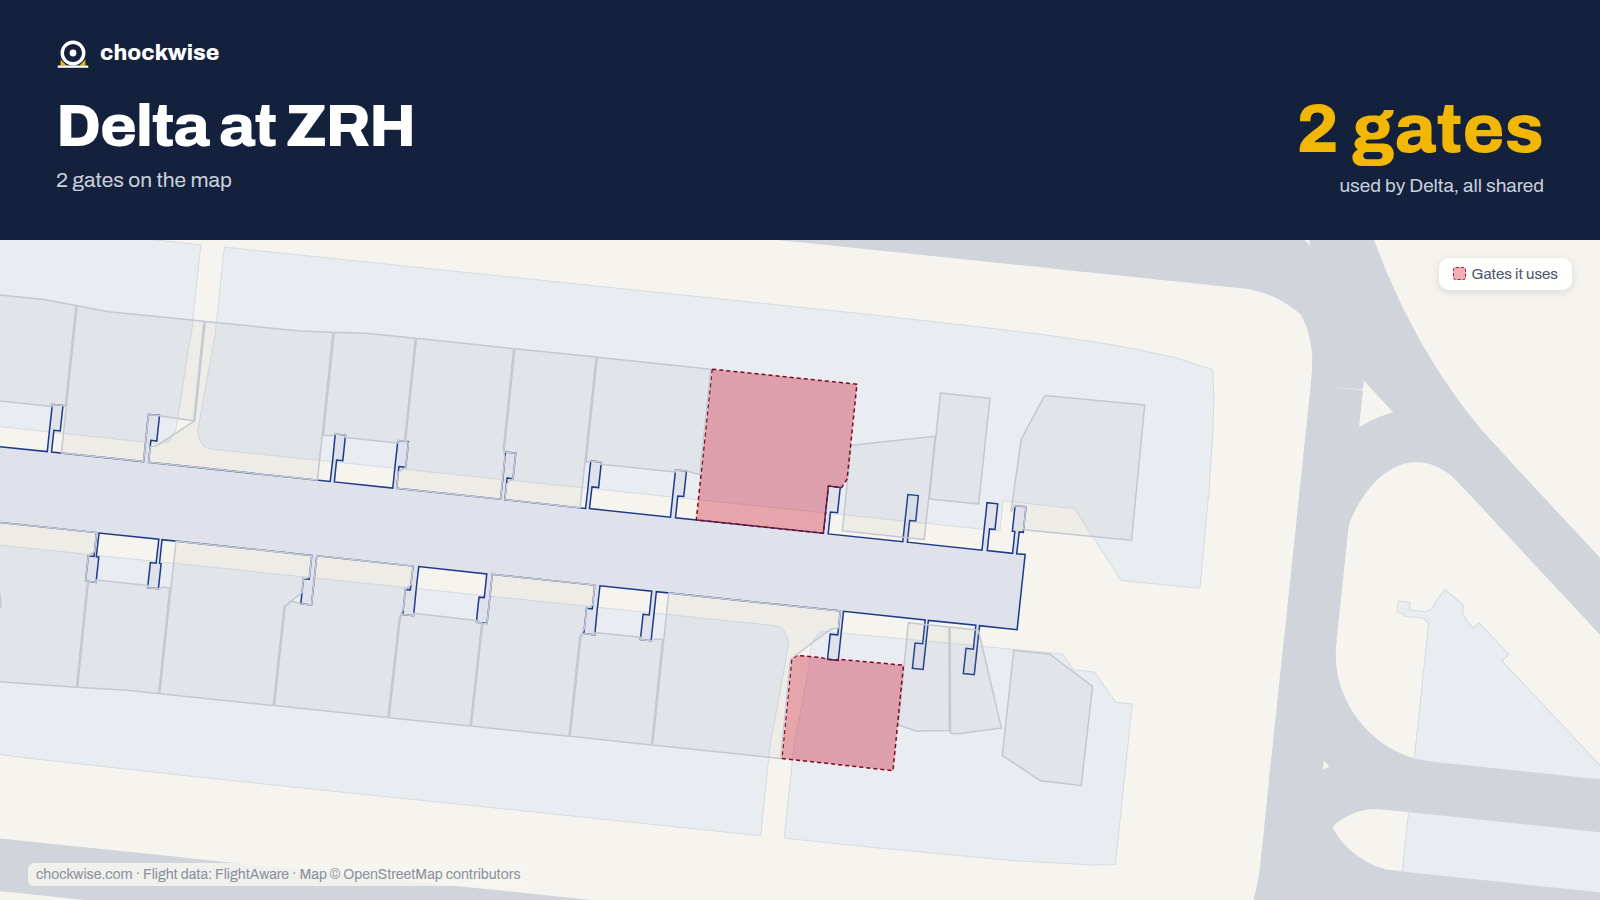 chockwise
Delta at ZRH
2 gates on the map
2 gates
used by Delta, all shared
Gates it uses
chockwise.com · Flight data: FlightAware · Map © OpenStreetMap contributors